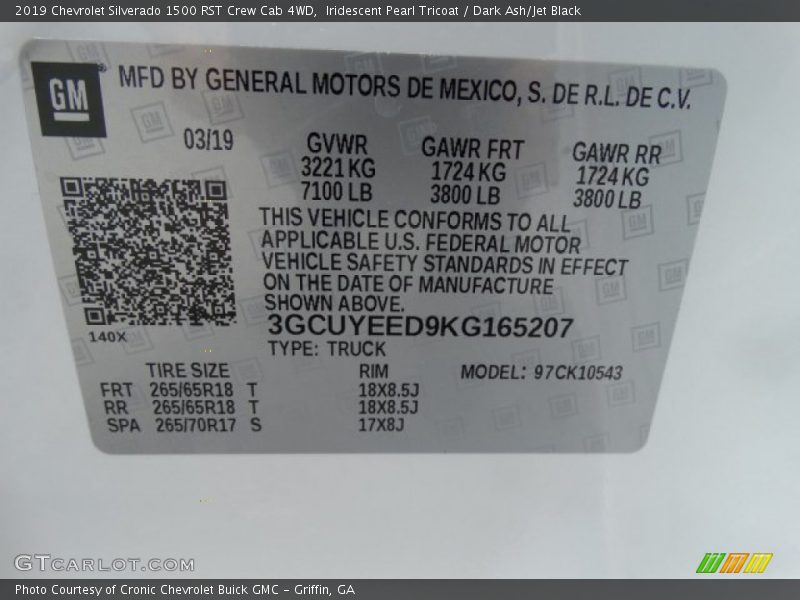 2019 Chevrolet Silverado 1500 RST Crew Cab 4WD,  Iridescent Pearl Tricoat / Dark Ash/Jet Black
GM® MFD BY GENERAL MOTORS DE MEXICO, S. DE R.L. DE C.V.
03/19 GVWR GAWR FRT GAWR RR
3221 KG 1724 KG 1724 KG
7100 LB 3800 LB 3800 LB
THIS VEHICLE CONFORMS TO ALL
APPLICABLE U.S. FEDERAL MOTOR
VEHICLE SAFETY STANDARDS IN EFFECT
ON THE DATE OF MANUFACTURE
SHOWN ABOVE.
140X 3GCUYEED9KG165207
TYPE: TRUCK
TIRE SIZE RIM MODEL: 97CK10543
FRT 265/65R18 T 18X8.5J
RR 265/65R18 T 18X8.5J
SPA 265/70R17 S 17X8J
GTCARLOT.COM
Photo Courtesy of Cronic Chevrolet Buick GMC – Griffin, GA